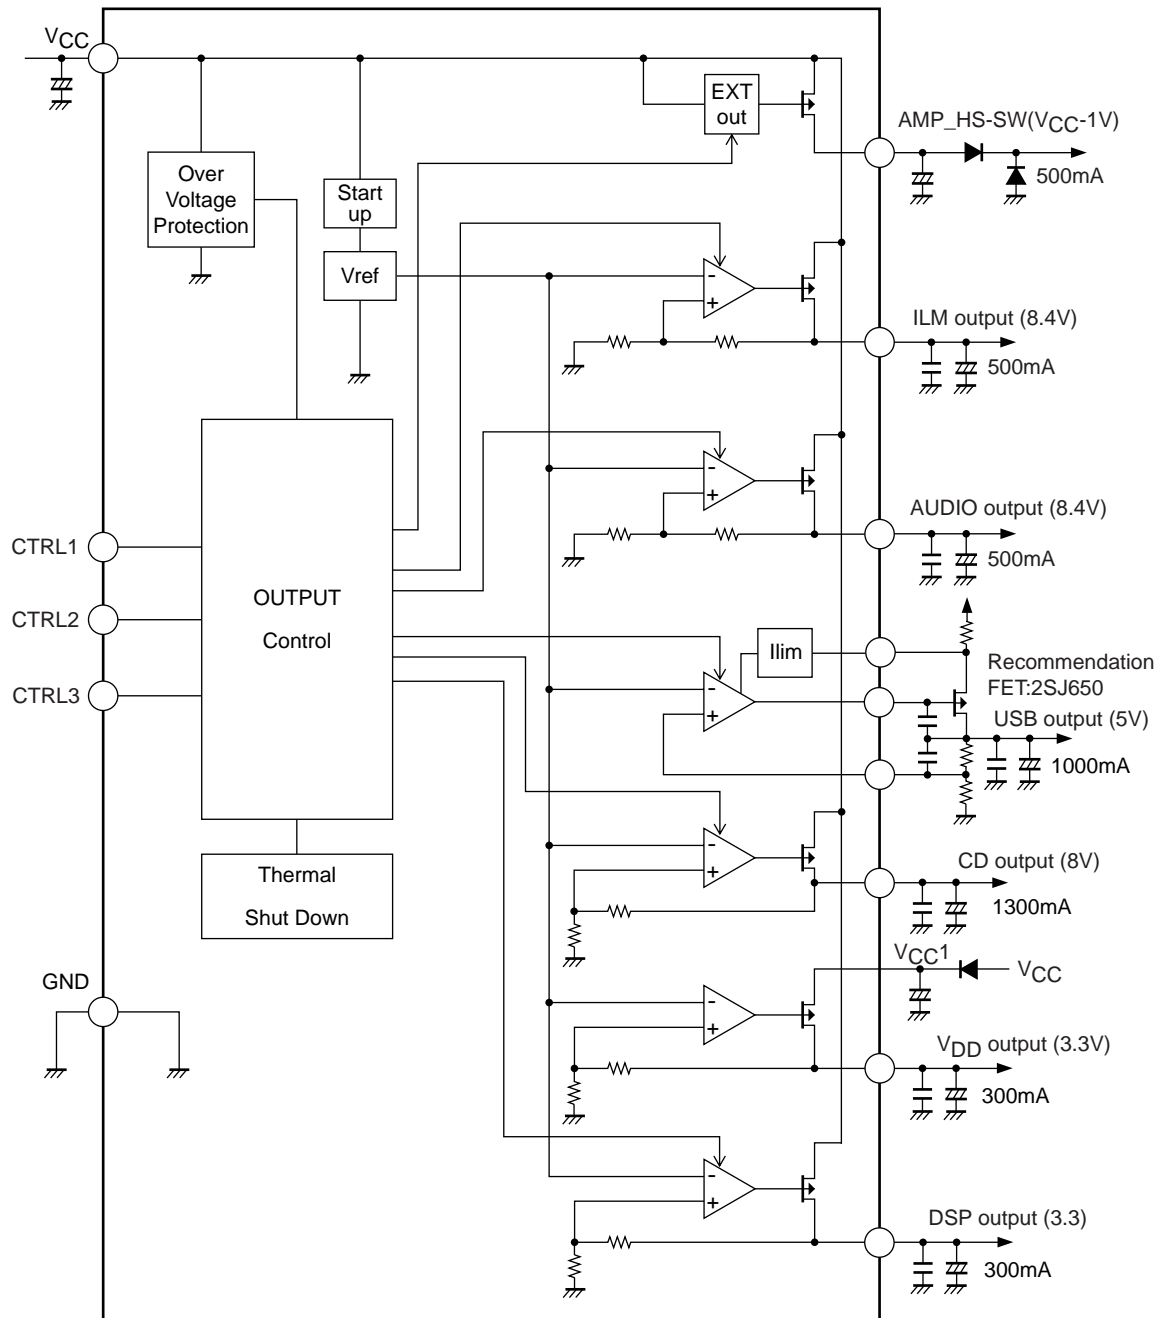 VCC
EXT
out
AMP_HS-SW(VCC-1V)
500mA
Over
Voltage
Protection
Start
up
Vref
-
+
ILM output (8.4V)
500mA
-
+
AUDIO output (8.4V)
500mA
CTRL1
CTRL2
CTRL3
OUTPUT
Control
Ilim
-
+
Recommendation
FET:2SJ650
USB output (5V)
1000mA
Thermal
Shut Down
-
+
CD output (8V)
1300mA
GND
VCC1
VCC
-
+
VDD output (3.3V)
300mA
-
+
DSP output (3.3)
300mA